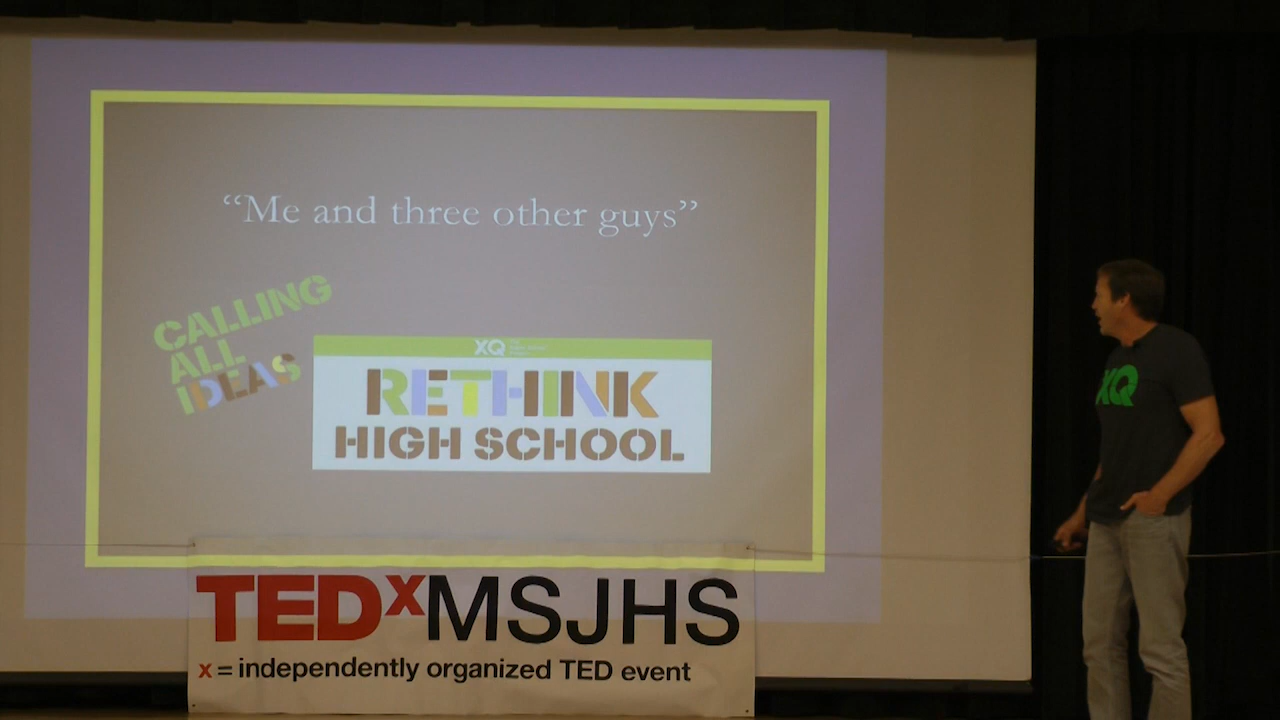 “Me and three other guys”
CALLING
ALL
IDEAS
XQ
RETHINK
HIGH SCHOOL
XQ
TEDxMSJHS
x = independently organized TED event